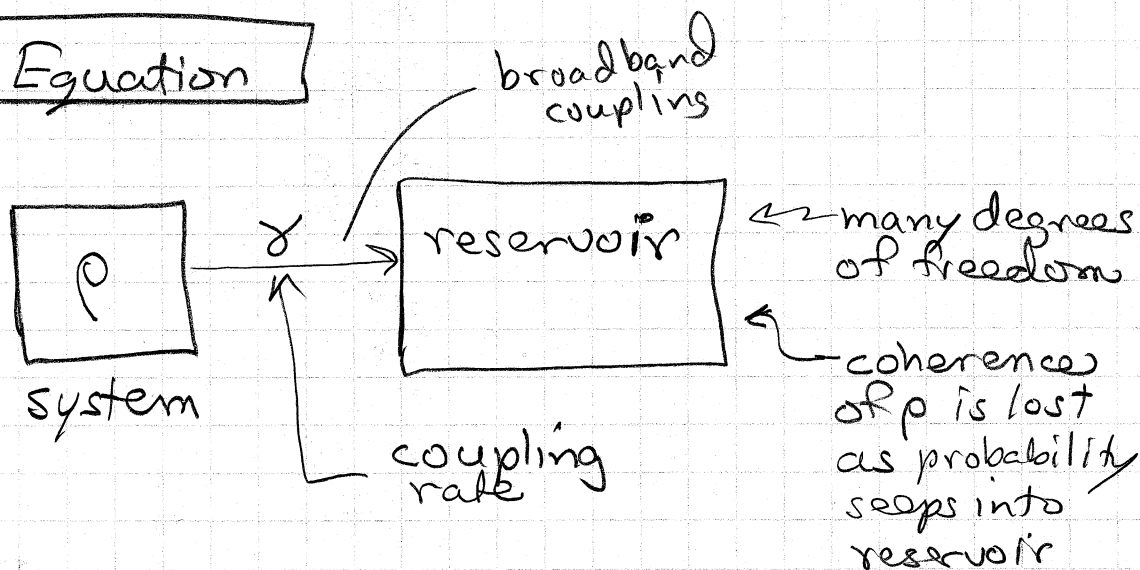 Equation
broadband
coupling
ρ
system
γ
reservoir
coupling
rate
many degrees
of freedom
coherence
of ρ is lost
as probability
seeps into
reservoir